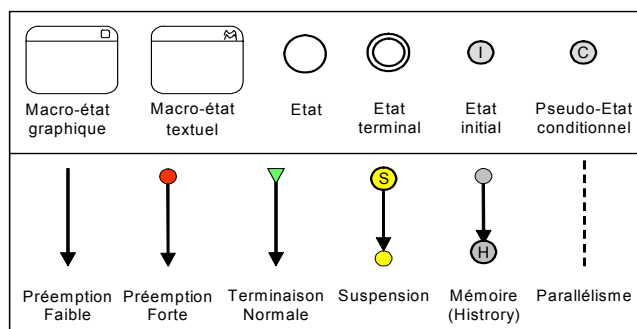 I
C
Macro-état
graphique
Macro-état
textuel
Etat
Etat
terminal
Etat
initial
Pseudo-Etat
conditionnel
S
H
Préemption
Faible
Préemption
Forte
Terminaison
Normale
Suspension
Mémoire
(Histrory)
Parallélisme